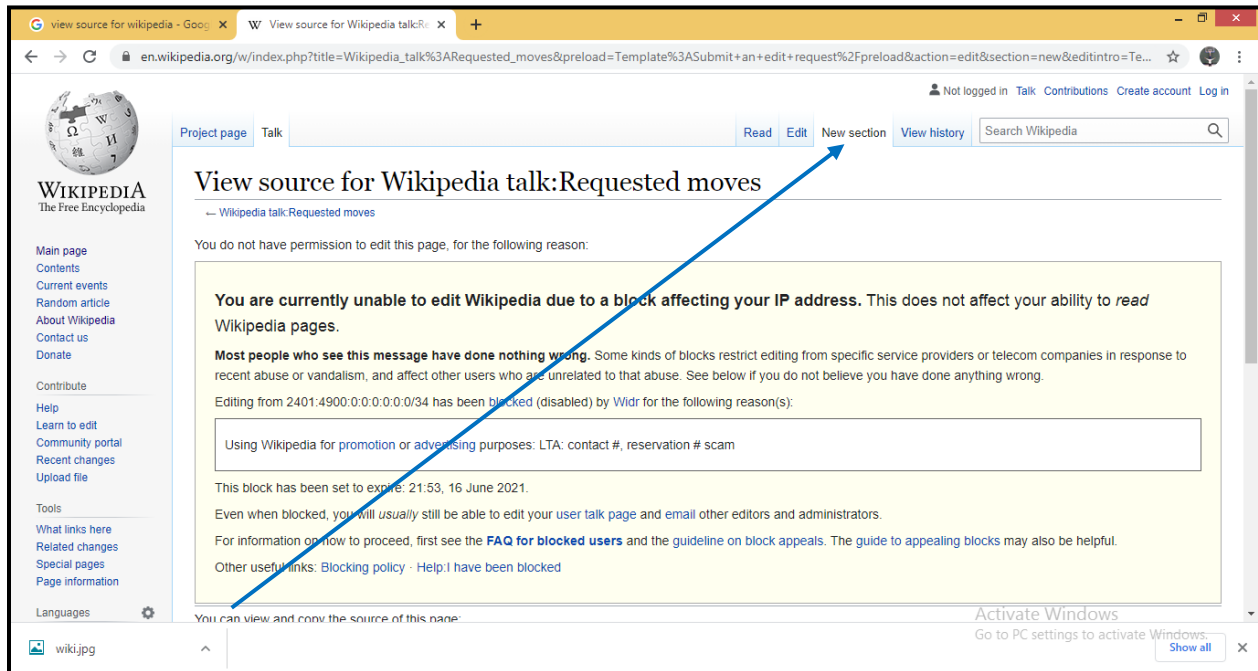 view source for wikipedia - Goog
View source for Wikipedia talk:Re
en.wikipedia.org/w/index.php?title=Wikipedia_talk%3ARequested_moves&preload=Template%3ASubmit+an+edit+request%2Fpreload&action=edit&section=new&editintro=Te...
Not logged in Talk Contributions Create account Log in
Project page Talk Read Edit New section View history Search Wikipedia
WIKIPEDIA
The Free Encyclopedia
Main page
Contents
Current events
Random article
About Wikipedia
Contact us
Donate
Contribute
Help
Learn to edit
Community portal
Recent changes
Upload file
Tools
What links here
Related changes
Special pages
Page information
Languages
View source for Wikipedia talk:Requested moves
← Wikipedia talk:Requested moves
You do not have permission to edit this page, for the following reason:
You are currently unable to edit Wikipedia due to a block affecting your IP address. This does not affect your ability to read
Wikipedia pages.
Most people who see this message have done nothing wrong. Some kinds of blocks restrict editing from specific service providers or telecom companies in response to
recent abuse or vandalism, and affect other users who are unrelated to that abuse. See below if you do not believe you have done anything wrong.
Editing from 2401:4900:0:0:0:0:0:0/34 has been blocked (disabled) by Widr for the following reason(s):
Using Wikipedia for promotion or advertising purposes: LTA: contact #, reservation # scam
This block has been set to expire: 21:53, 16 June 2021.
Even when blocked, you will usually still be able to edit your user talk page and email other editors and administrators.
For information on how to proceed, first see the FAQ for blocked users and the guideline on block appeals. The guide to appealing blocks may also be helpful.
Other useful links: Blocking policy · Help:I have been blocked
You can view and copy the source of this page:
Activate Windows
Go to PC settings to activate Windows.
wiki.jpg
Show all